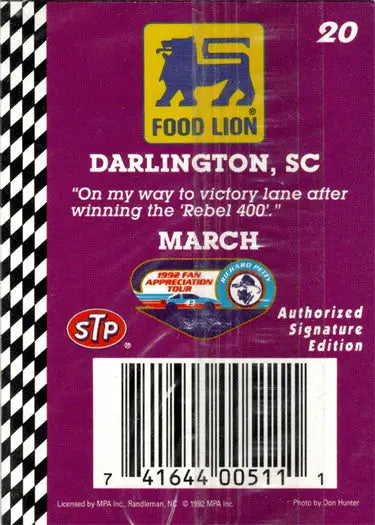 20
FOOD LION®
DARLINGTON, SC
"On my way to victory lane after
winning the 'Rebel 400'."
MARCH
1992 FAN
APPRECIATION
TOUR
RICHARD PETTY
43
STP®
Authorized
Signature
Edition
7 41644 00511 1
Licensed by MPA Inc., Randleman, NC © 1992 MPA Inc.
Photo by Don Hunter